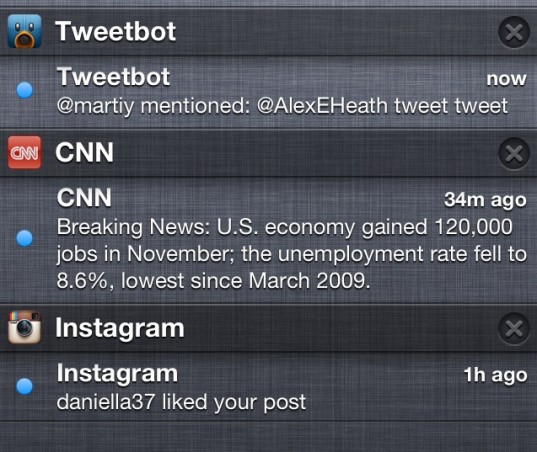 Tweetbot
Tweetbot now
@martiy mentioned: @AlexEHeath tweet tweet
CNN CNN
CNN 34m ago
Breaking News: U.S. economy gained 120,000
jobs in November; the unemployment rate fell to
8.6%, lowest since March 2009.
Instagram
Instagram 1h ago
daniella37 liked your post